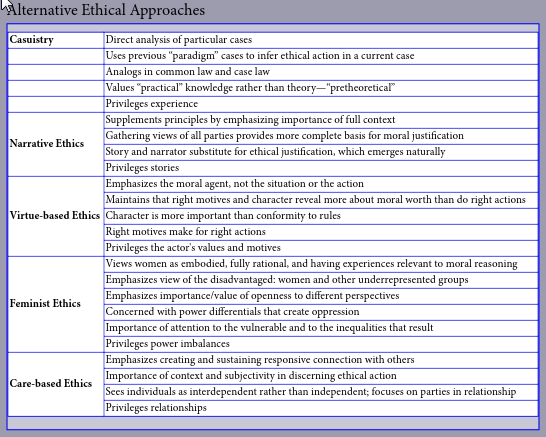 Alternative Ethical Approaches
Casuistry Direct analysis of particular cases
Uses previous “paradigm” cases to infer ethical action in a current case
Analogs in common law and case law
Values “practical” knowledge rather than theory—“pretheoretical”
Privileges experience
Narrative Ethics
Supplements principles by emphasizing importance of full context
Gathering views of all parties provides more complete basis for moral justification
Story and narrator substitute for ethical justification, which emerges naturally
Privileges stories
Virtue-based Ethics
Emphasizes the moral agent, not the situation or the action
Maintains that right motives and character reveal more about moral worth than do right actions
Character is more important than conformity to rules
Right motives make for right actions
Privileges the actor's values and motives
Feminist Ethics
Views women as embodied, fully rational, and having experiences relevant to moral reasoning
Emphasizes view of the disadvantaged: women and other underrepresented groups
Emphasizes importance/value of openness to different perspectives
Concerned with power differentials that create oppression
Importance of attention to the vulnerable and to the inequalities that result
Privileges power imbalances
Care-based Ethics
Emphasizes creating and sustaining responsive connection with others
Importance of context and subjectivity in discerning ethical action
Sees individuals as interdependent rather than independent; focuses on parties in relationship
Privileges relationships